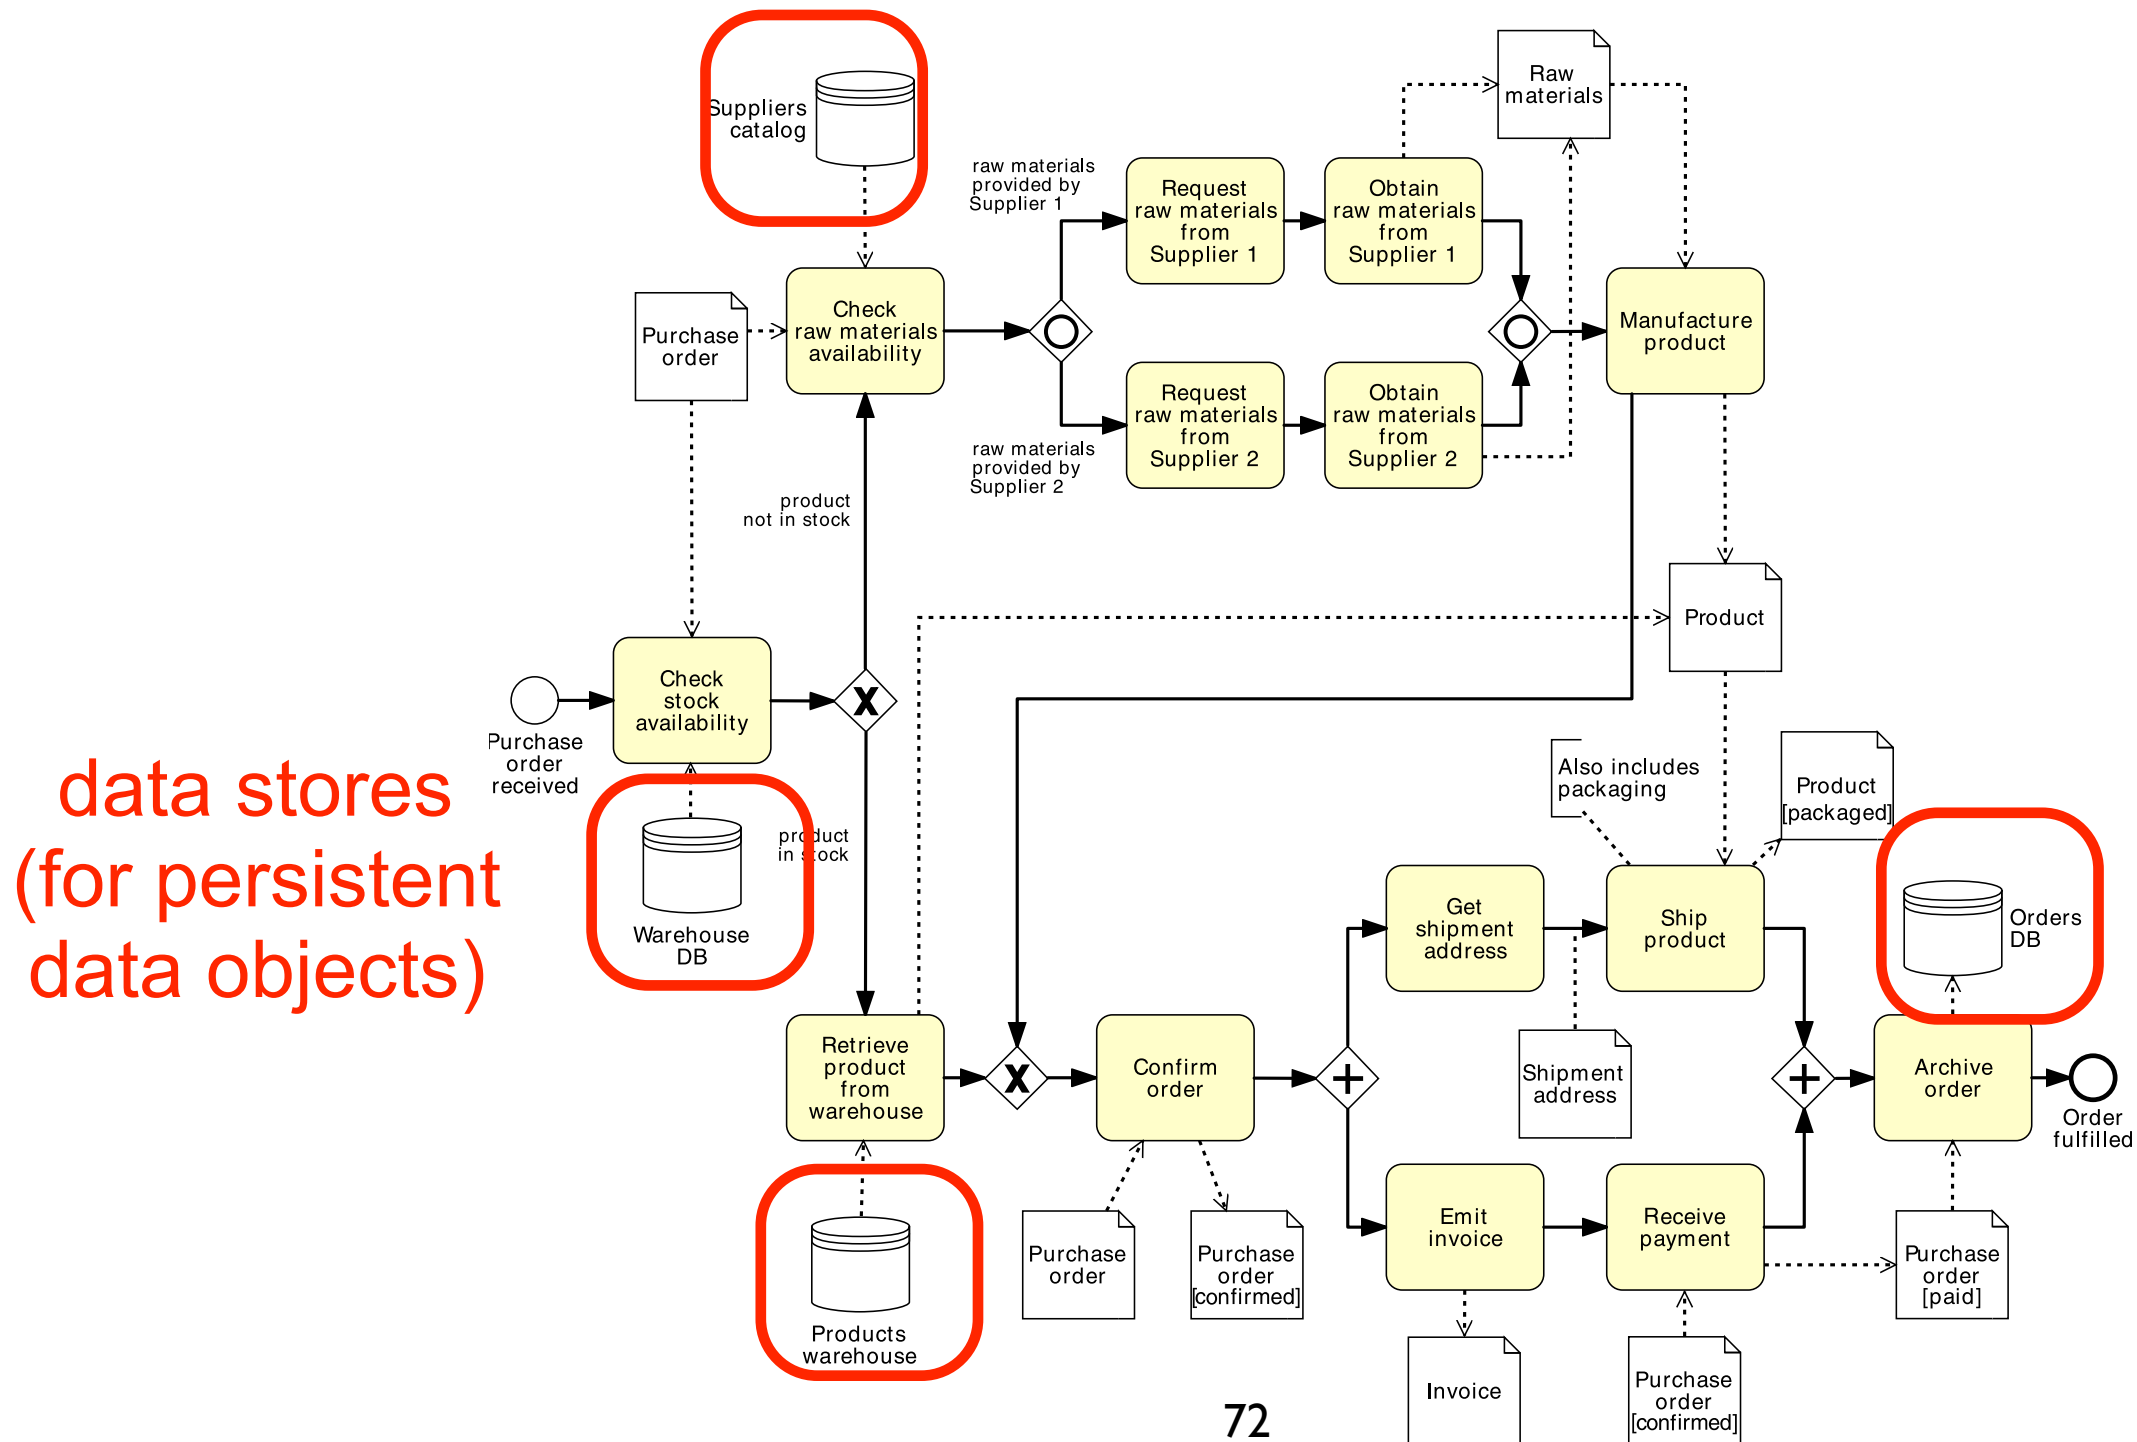 Suppliers
catalog
Raw
materials
raw materials
provided by
Supplier 1
Request
raw materials
from
Supplier 1
Obtain
raw materials
from
Supplier 1
Purchase
order
Check
raw materials
availability
Manufacture
product
Request
raw materials
from
Supplier 2
Obtain
raw materials
from
Supplier 2
raw materials
provided by
Supplier 2
product
not in stock
Product
Check
stock
availability
X
Purchase
order
received
data stores
(for persistent
data objects)
Warehouse
DB
product
in stock
Also includes
packaging
Product
[packaged]
Get
shipment
address
Ship
product
Orders
DB
Retrieve
product
from
warehouse
X
Confirm
order
Shipment
address
Archive
order
Order
fulfilled
Products
warehouse
Purchase
order
Purchase
order
[confirmed]
Emit
invoice
Receive
payment
Purchase
order
[paid]
Invoice
Purchase
order
[confirmed]
72